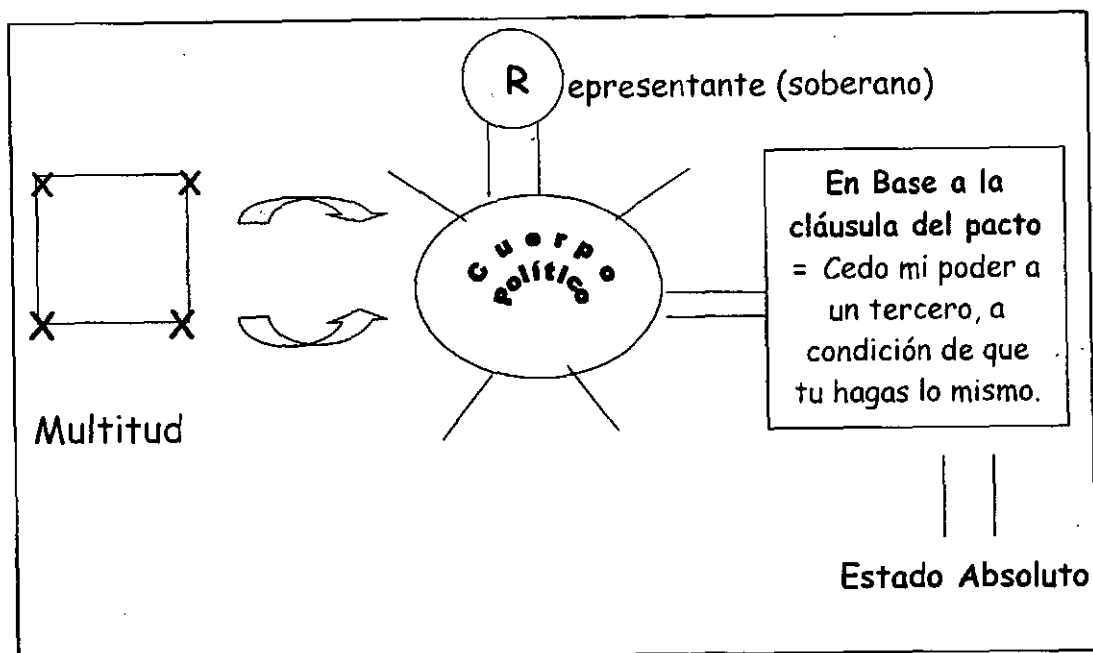 Representante (soberano)
X X
X X
Multitud
Cuerpo
político
En Base a la
cláusula del pacto
= Cedo mi poder a
un tercero, a
condición de que
tu hagas lo mismo.
Estado Absoluto